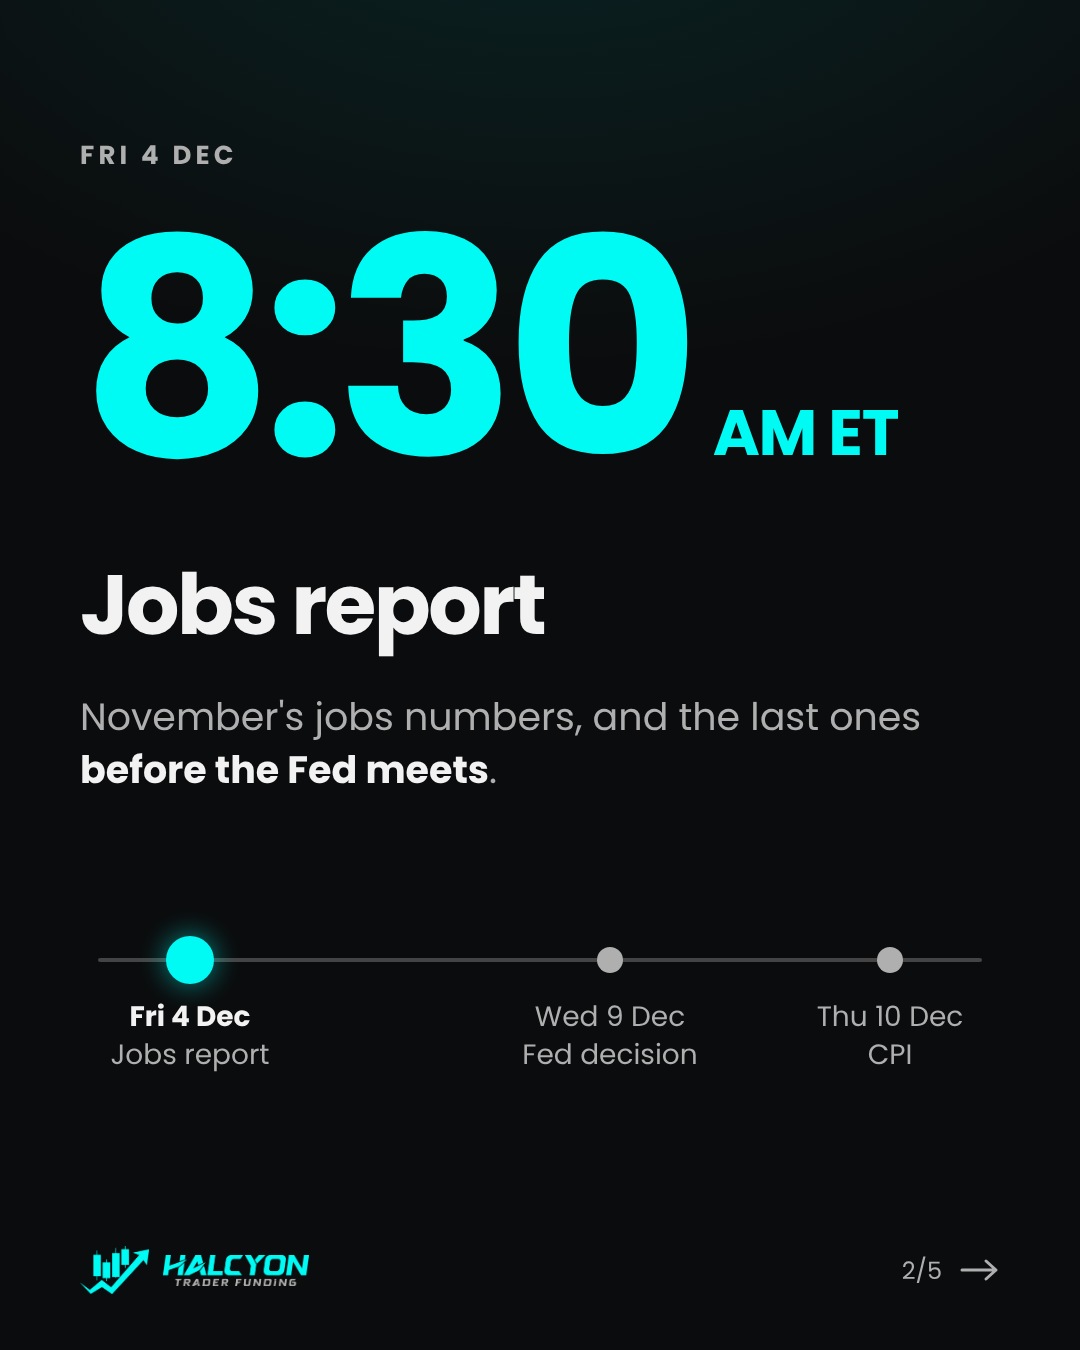 FRI 4 DEC
8:30 AM ET
Jobs report
November's jobs numbers, and the last ones
before the Fed meets.
Fri 4 Dec
Jobs report
Wed 9 Dec
Fed decision
Thu 10 Dec
CPI
HALCYON
TRADER FUNDING
2/5